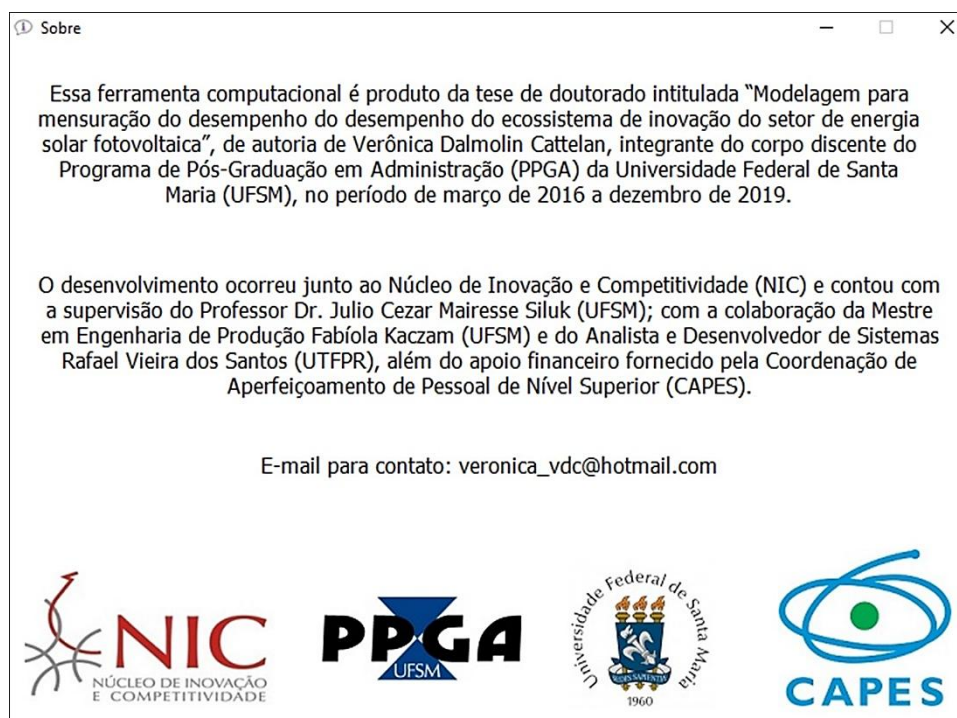 Sobre
Essa ferramenta computacional é produto da tese de doutorado intitulada “Modelagem para
mensuração do desempenho do desempenho do ecossistema de inovação do setor de energia
solar fotovoltaica”, de autoria de Verônica Dalmolin Cattelan, integrante do corpo discente do
Programa de Pós-Graduação em Administração (PPGA) da Universidade Federal de Santa
Maria (UFSM), no período de março de 2016 a dezembro de 2019.
O desenvolvimento ocorreu junto ao Núcleo de Inovação e Competitividade (NIC) e contou com
a supervisão do Professor Dr. Julio Cezar Mairesse Siluk (UFSM); com a colaboração da Mestre
em Engenharia de Produção Fabíola Kaczam (UFSM) e do Analista e Desenvolvedor de Sistemas
Rafael Vieira dos Santos (UTFPR), além do apoio financeiro fornecido pela Coordenação de
Aperfeiçoamento de Pessoal de Nível Superior (CAPES).
E-mail para contato: veronica_vdc@hotmail.com
NIC
NÚCLEO DE INOVAÇÃO
E COMPETITIVIDADE
PPGA
UFSM
Universidade Federal de Santa Maria
SEDES SAPIENTIAE
1960
CAPES